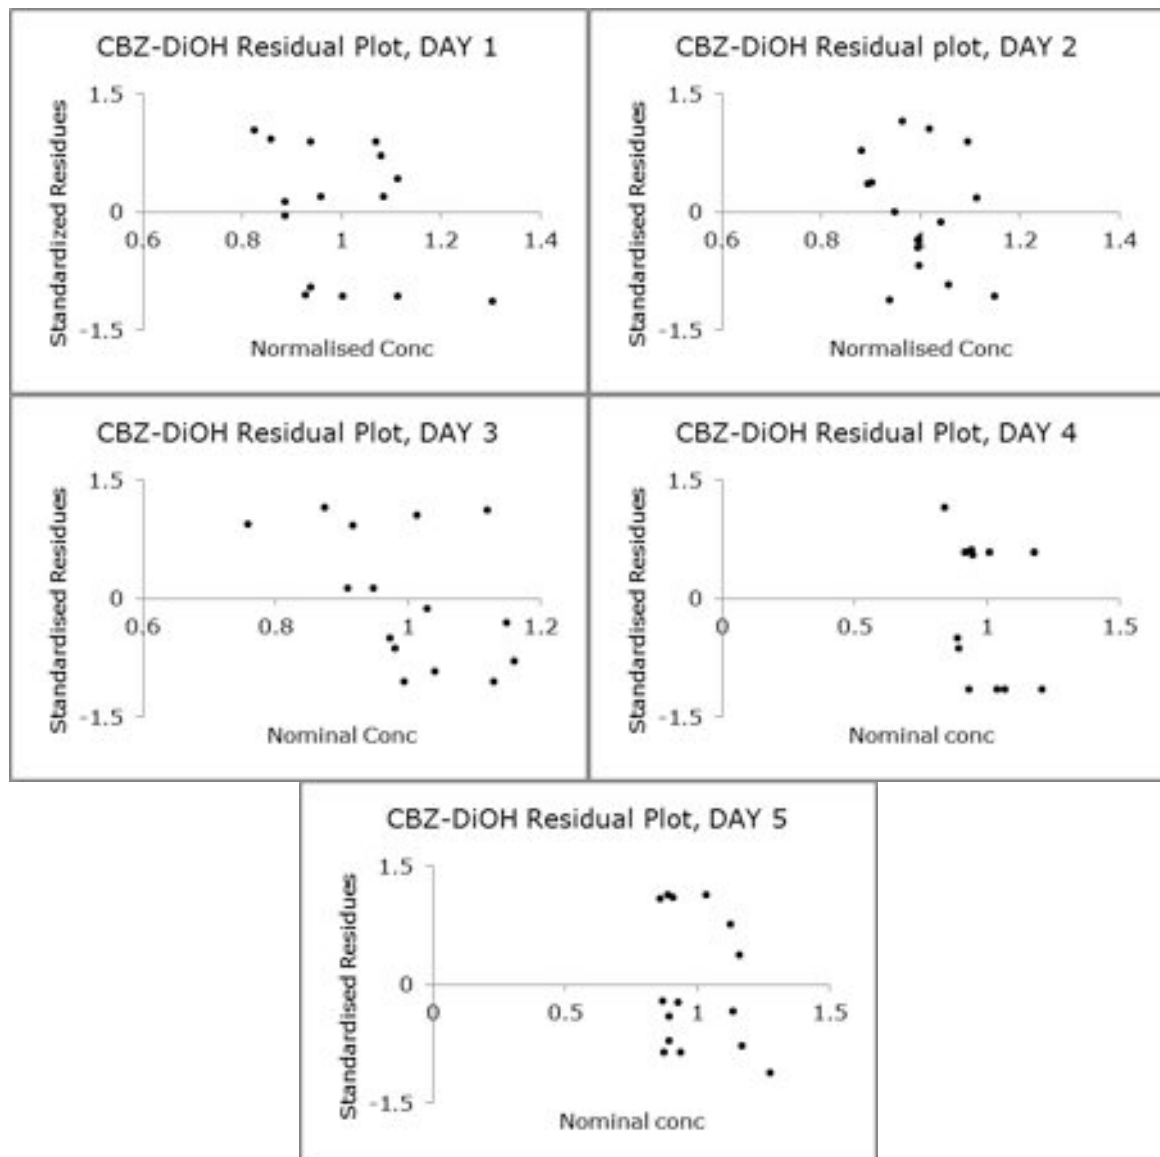 CBZ-DiOH Residual Plot, DAY 1
Standardized Residues
1.5
0
-1.5
0.6
0.8
1
1.2
1.4
Normalised Conc
CBZ-DiOH Residual plot, DAY 2
Standardised Residues
1.5
0
-1.5
0.6
0.8
1
1.2
1.4
Normalised Conc
CBZ-DiOH Residual Plot, DAY 3
Standardised Residues
1.5
0
-1.5
0.6
0.8
1
1.2
Nominal Conc
CBZ-DiOH Residual Plot, DAY 4
Standardised Residues
1.5
0
-1.5
0
0.5
1
1.5
Nominal conc
CBZ-DiOH Residual Plot, DAY 5
Standardised Residues
1.5
0
-1.5
0
0.5
1
1.5
Nominal conc